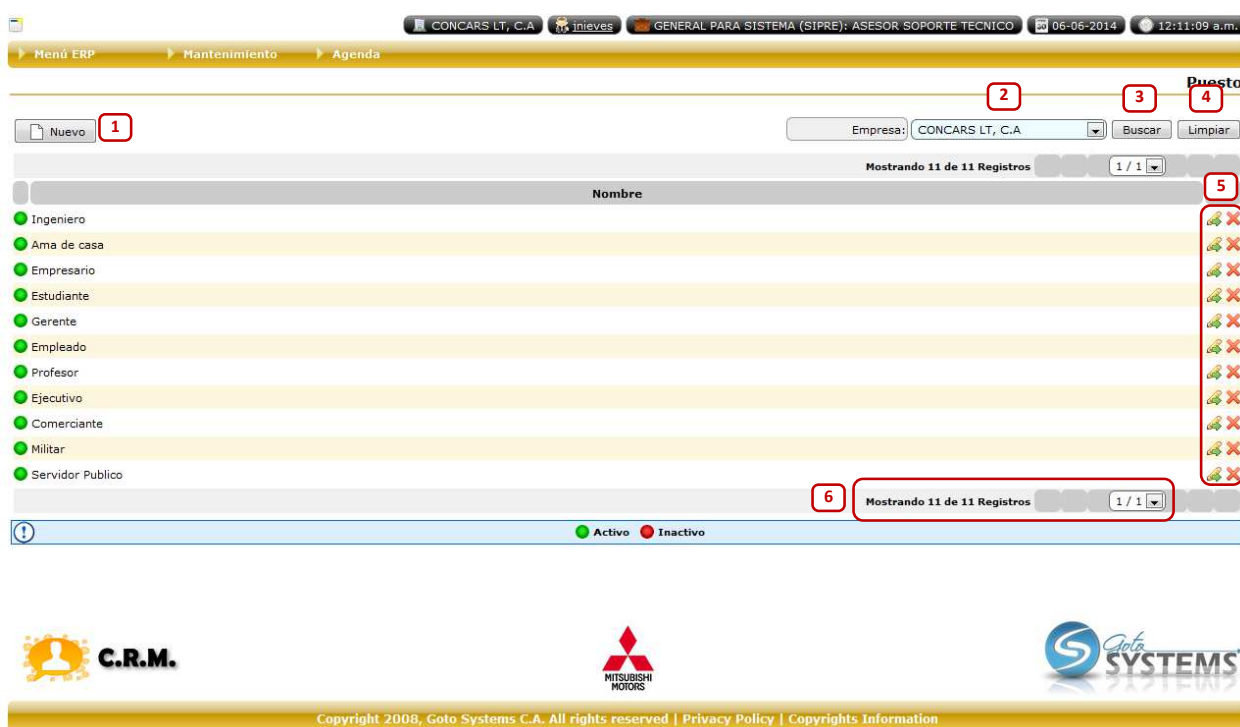 CONCARS LT, C.A inieves GENERAL PARA SISTEMA (SIPRE): ASESOR SOPORTE TECNICO 06-06-2014 12:11:09 a.m.
Menú ERP Mantenimiento Agenda
Puesto
2 3 4
Nuevo 1 Empresa: CONCARS LT, C.A Buscar Limpiar
Mostrando 11 de 11 Registros 1 / 1
Nombre 5
Ingeniero
Ama de casa
Empresario
Estudiante
Gerente
Empleado
Profesor
Ejecutivo
Comerciante
Militar
Servidor Publico
6 Mostrando 11 de 11 Registros 1 / 1
Activo Inactivo
C.R.M.
MITSUBISHI
MOTORS
Goto
SYSTEMS
Copyright 2008, Goto Systems C.A. All rights reserved | Privacy Policy | Copyrights Information